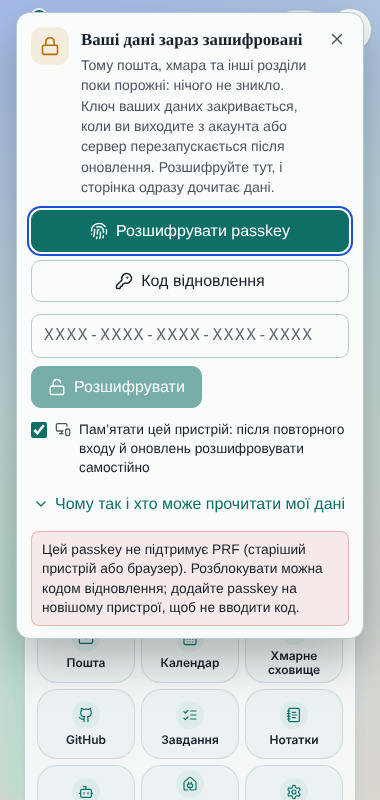 Ваші дані зараз зашифровані
Тому пошта, хмара та інші розділи
поки порожні: нічого не зникло.
Ключ ваших даних закривається,
коли ви виходите з акаунта або
сервер перезапускається після
оновлення. Розшифруйте тут, і
сторінка одразу дочитає дані.
Розшифрувати passkey
Код відновлення
XXXX-XXXX-XXXX-XXXX-XXXX
Розшифрувати
Пам’ятати цей пристрій: після повторного
входу й оновлень розшифровувати
самостійно
Чому так і хто може прочитати мої дані
Цей passkey не підтримує PRF (старіший
пристрій або браузер). Розблокувати можна
кодом відновлення; додайте passkey на
новішому пристрої, щоб не вводити код.
Пошта
Календар
Хмарне
сховище
GitHub
Завдання
Нотатки